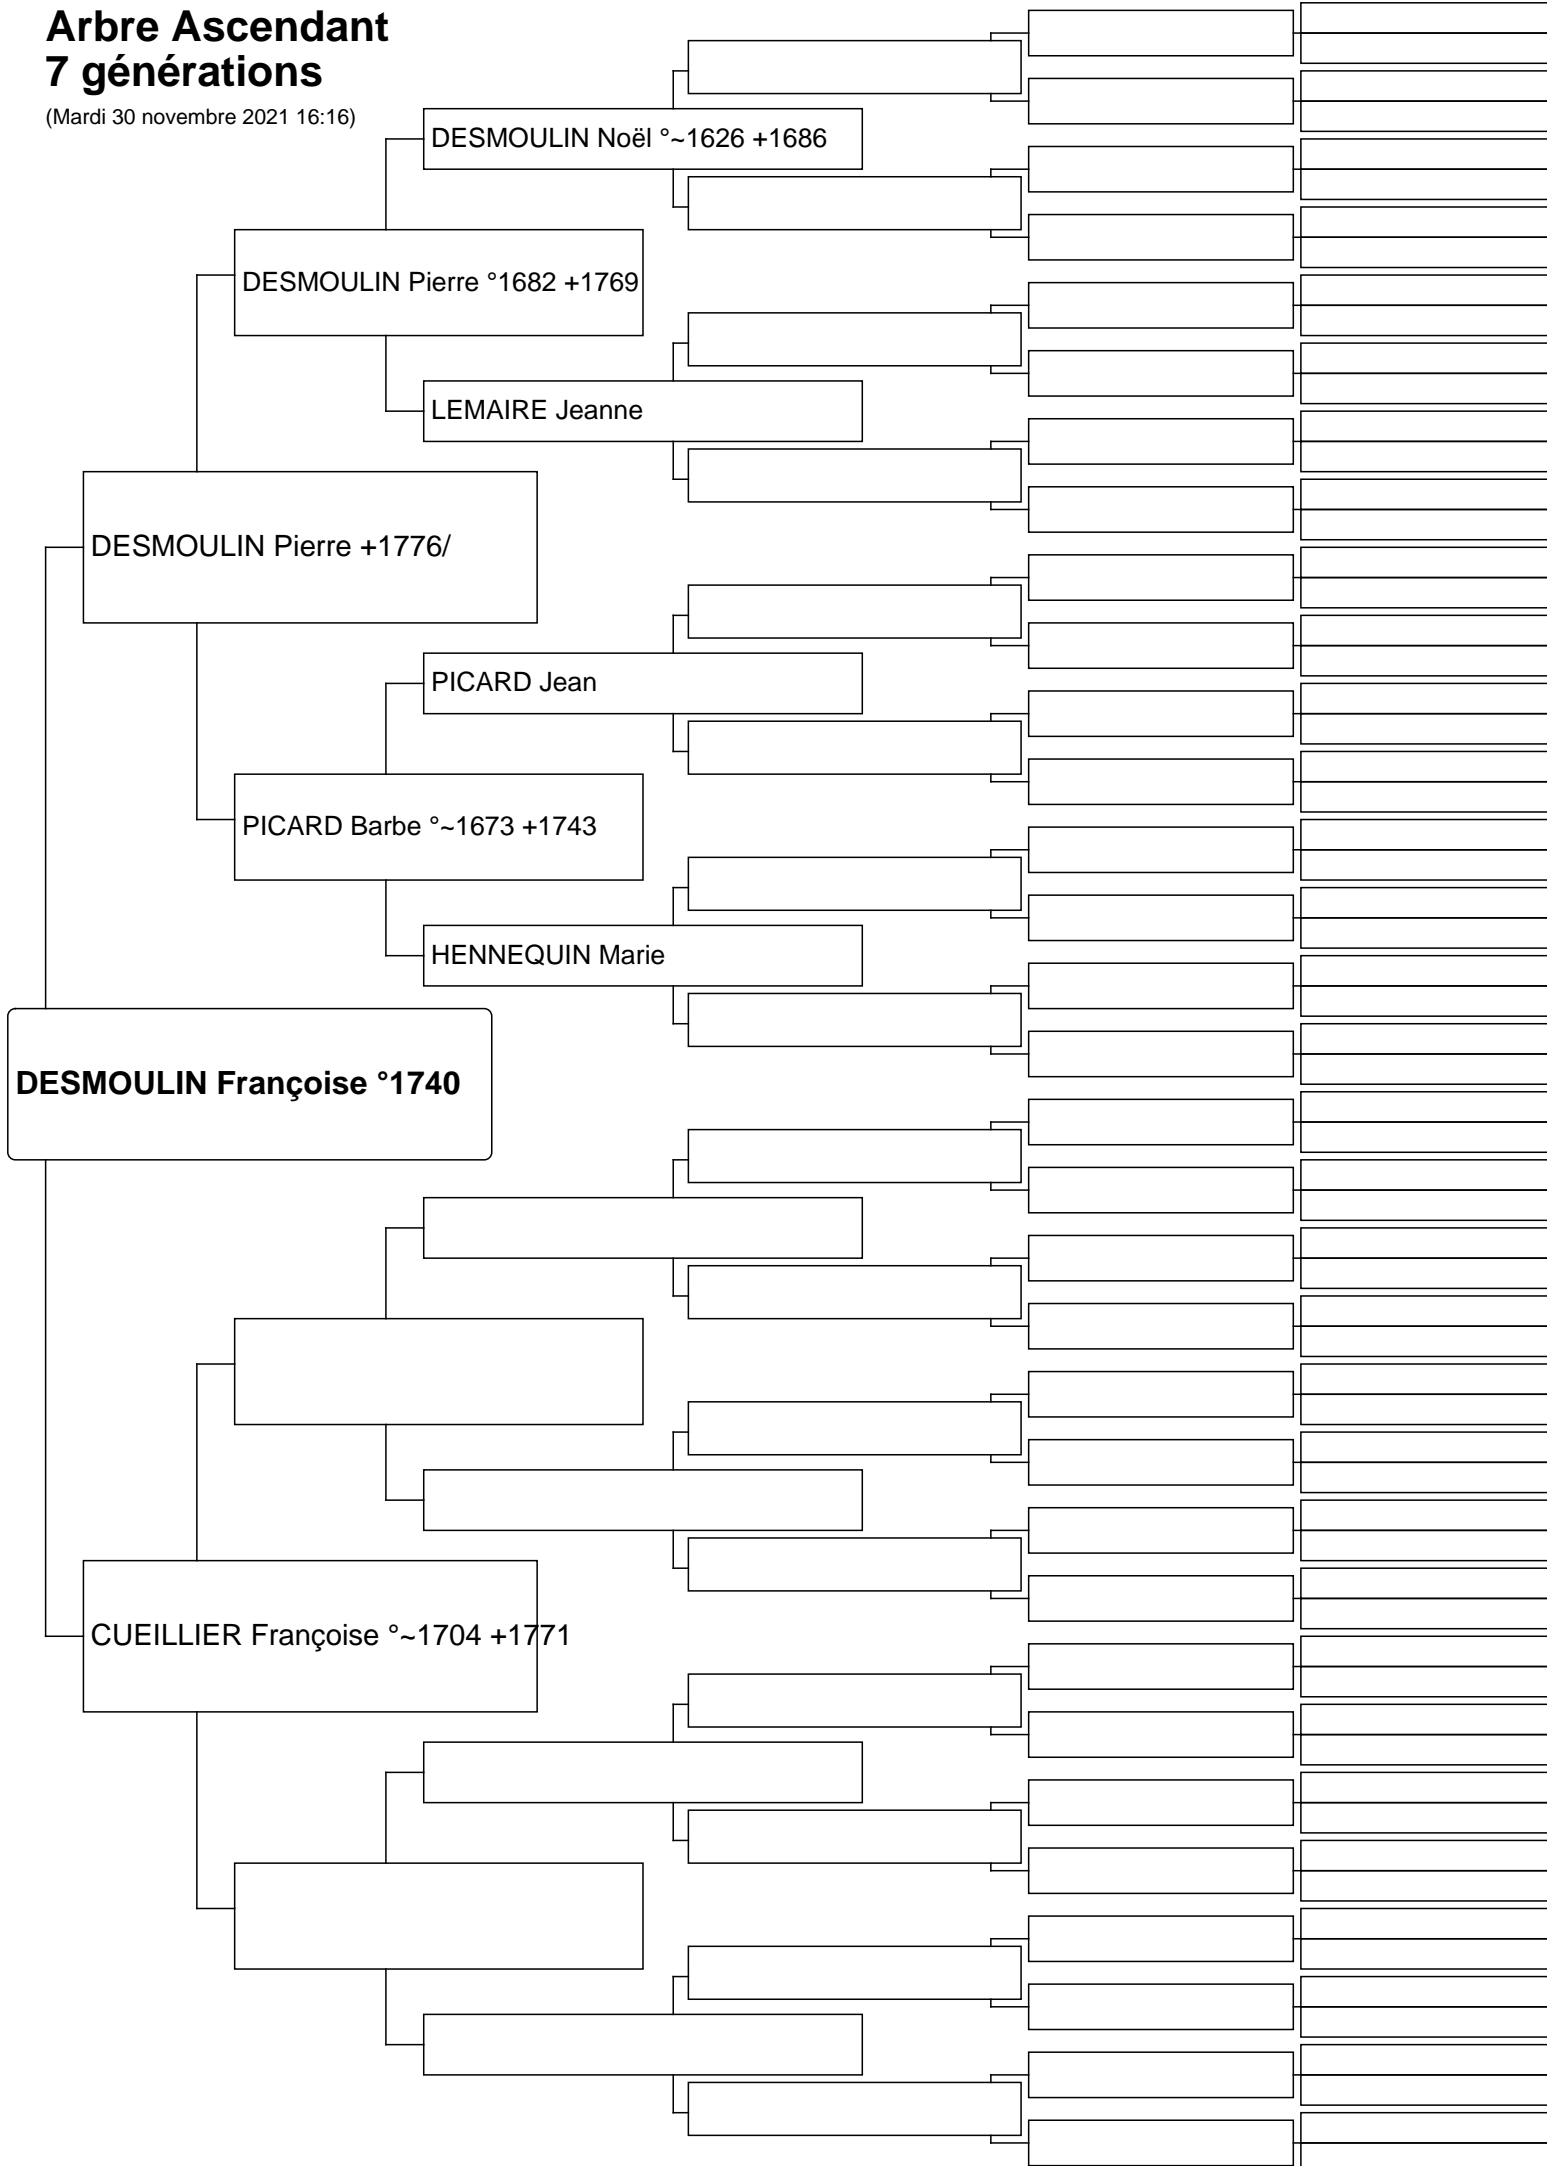 Arbre Ascendant
7 générations
(Mardi 30 novembre 2021 16:16)
DESMOULIN Noël °~1626 +1686
DESMOULIN Pierre °1682 +1769
LEMAIRE Jeanne
DESMOULIN Pierre +1776/
PICARD Jean
PICARD Barbe °~1673 +1743
HENNEQUIN Marie
DESMOULIN Françoise °1740
CUEILLIER Françoise °~1704 +1771